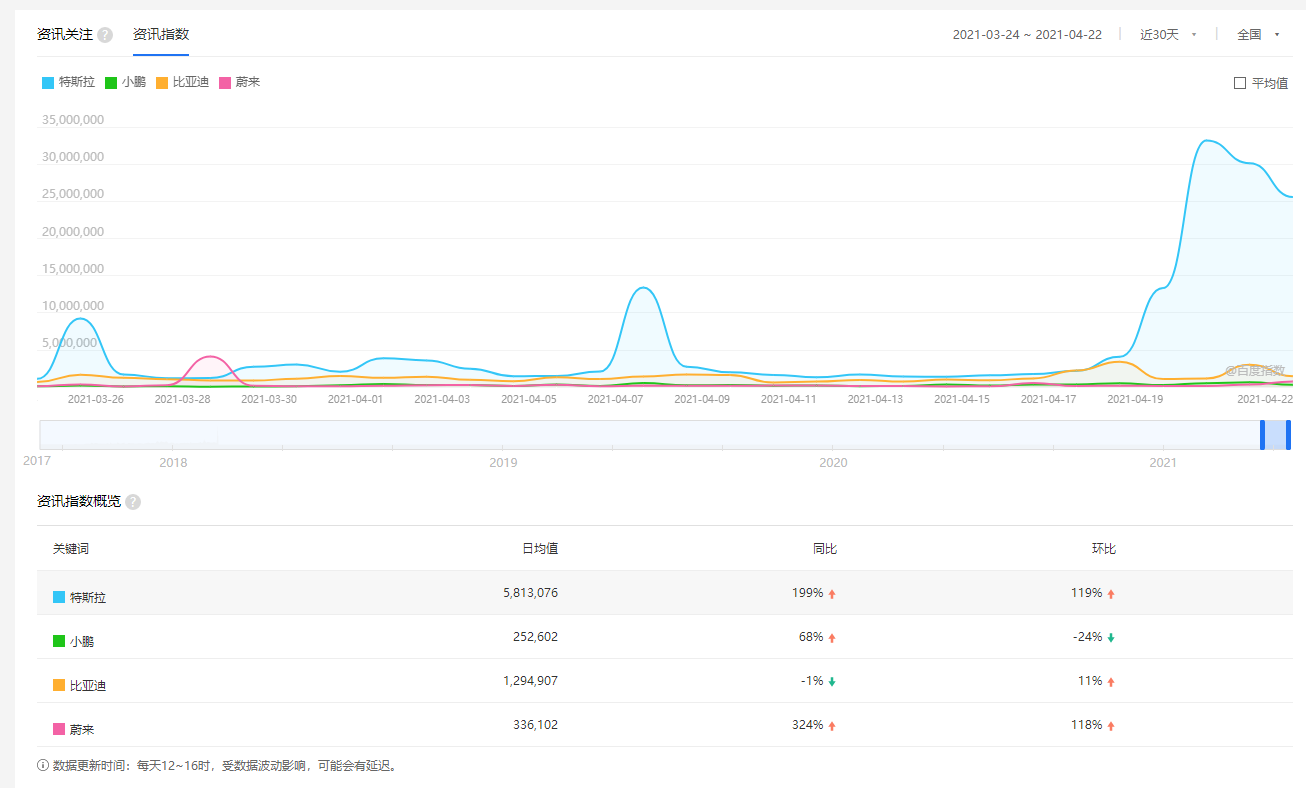 资讯关注 ? 资讯指数 2021-03-24 ~ 2021-04-22 近30天 全国
特斯拉 小鹏 比亚迪 蔚来 平均值
35,000,000
30,000,000
25,000,000
20,000,000
15,000,000
10,000,000
5,000,000
@百度指数
2021-03-26 2021-03-28 2021-03-30 2021-04-01 2021-04-03 2021-04-05 2021-04-07 2021-04-09 2021-04-11 2021-04-13 2021-04-15 2021-04-17 2021-04-19 2021-04-22
2017 2018 2019 2020 2021
资讯指数概览 ?
关键词 日均值 同比 环比
特斯拉 5,813,076 199% 119%
小鹏 252,602 68% -24%
比亚迪 1,294,907 -1% 11%
蔚来 336,102 324% 118%
数据更新时间：每天12~16时，受数据波动影响，可能会有延迟。